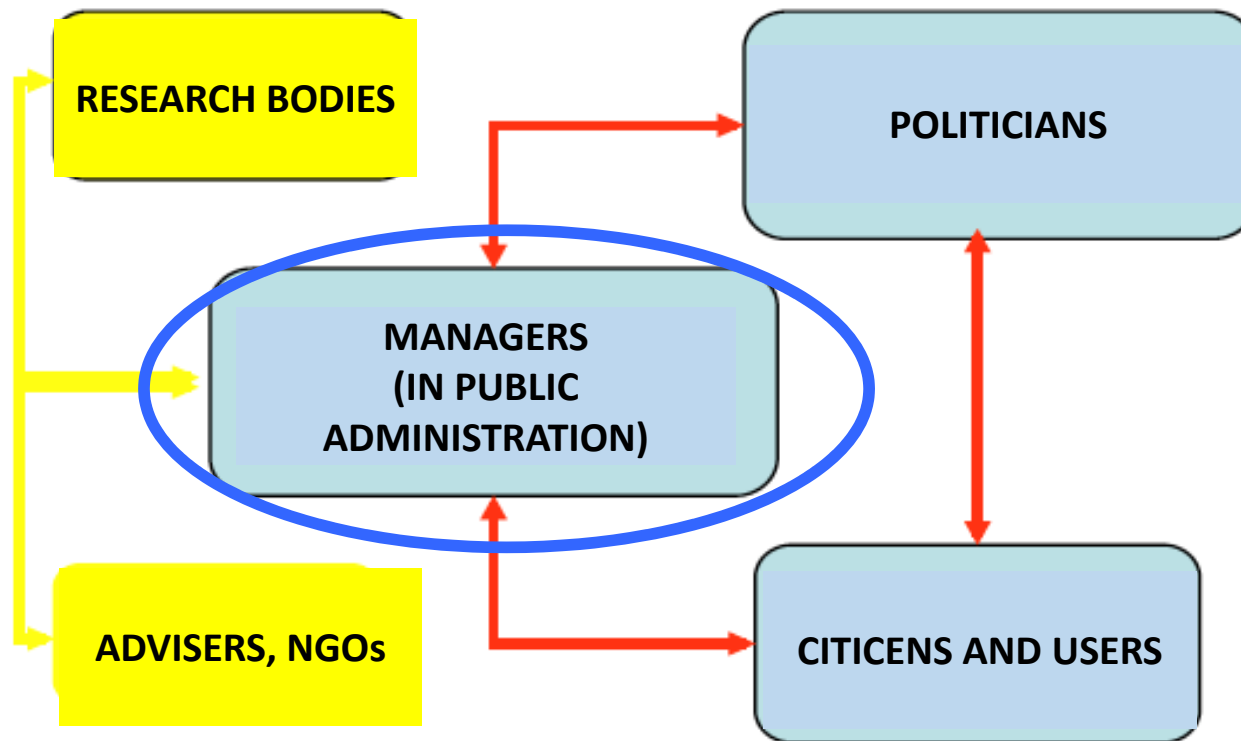 RESEARCH BODIES
POLITICIANS
MANAGERS
(IN PUBLIC
ADMINISTRATION)
ADVISERS, NGOs
CITICENS AND USERS